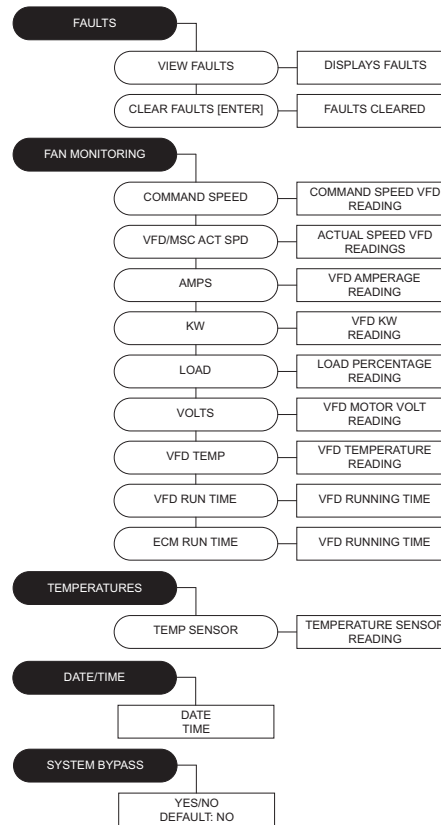 FAULTS
VIEW FAULTS
DISPLAYS FAULTS
CLEAR FAULTS [ENTER]
FAULTS CLEARED
FAN MONITORING
COMMAND SPEED
COMMAND SPEED VFD
READING
VFD/MSC ACT SPD
ACTUAL SPEED VFD
READINGS
AMPS
VFD AMPERAGE
READING
KW
VFD KW
READING
LOAD
LOAD PERCENTAGE
READING
VOLTS
VFD MOTOR VOLT
READING
VFD TEMP
VFD TEMPERATURE
READING
VFD RUN TIME
VFD RUNNING TIME
ECM RUN TIME
VFD RUNNING TIME
TEMPERATURES
TEMP SENSOR
TEMPERATURE SENSOR
READING
DATE/TIME
DATE
TIME
SYSTEM BYPASS
YES/NO
DEFAULT: NO